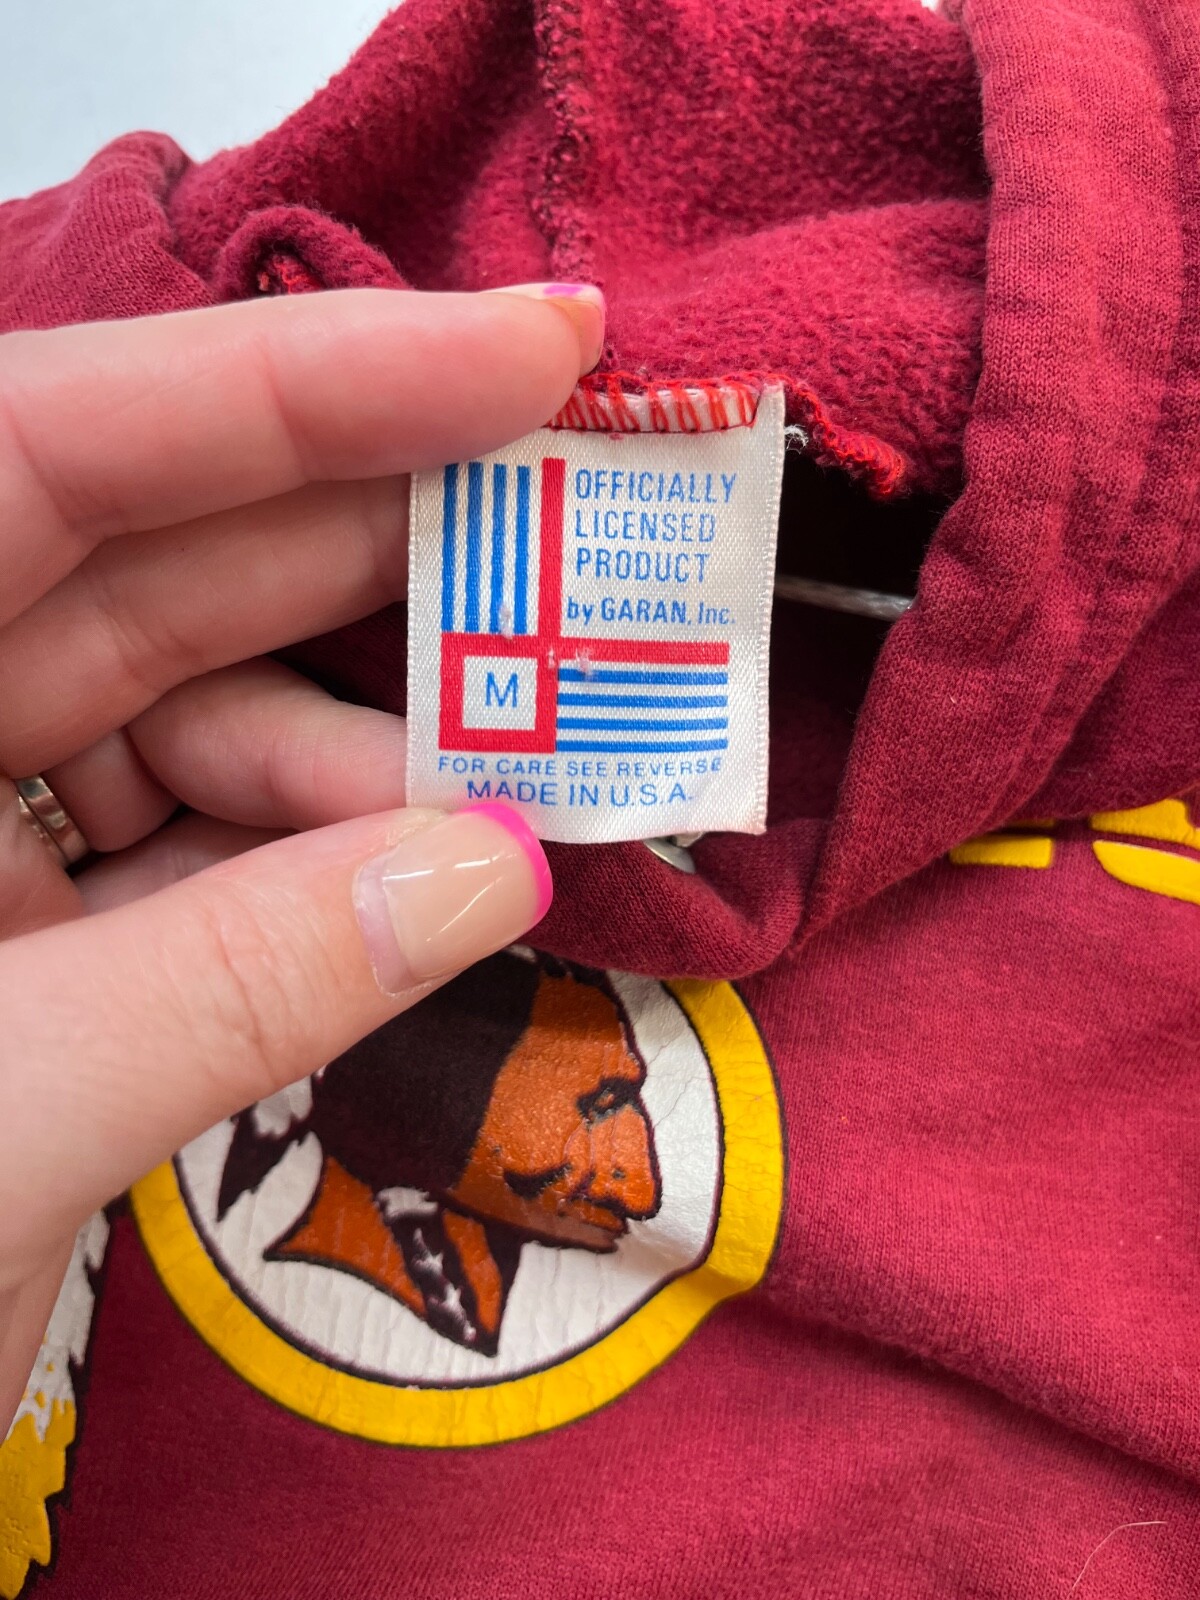 OFFICIALLY
LICENSED
PRODUCT
by GARAN, Inc.
M
FOR CARE SEE REVERSE
MADE IN U.S.A.